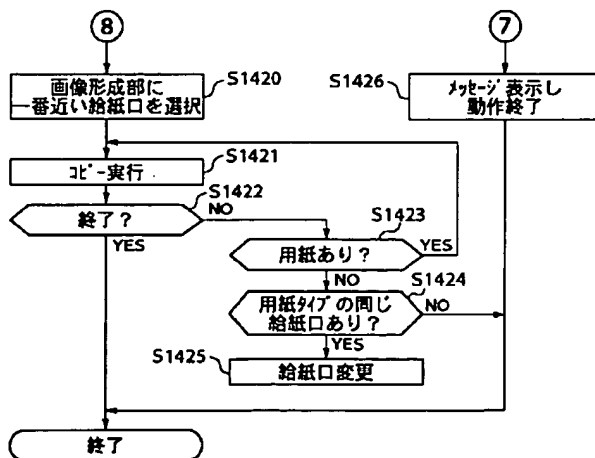 8
7
S1420
画像形成部に
一番近い給紙口を選択
S1426
メッセージ表示し
動作終了
S1421
コピー実行
S1422
終了?
NO
YES
S1423
用紙あり?
YES
NO
S1424
用紙タイプの同じ
給紙口あり?
NO
YES
S1425
給紙口変更
終了